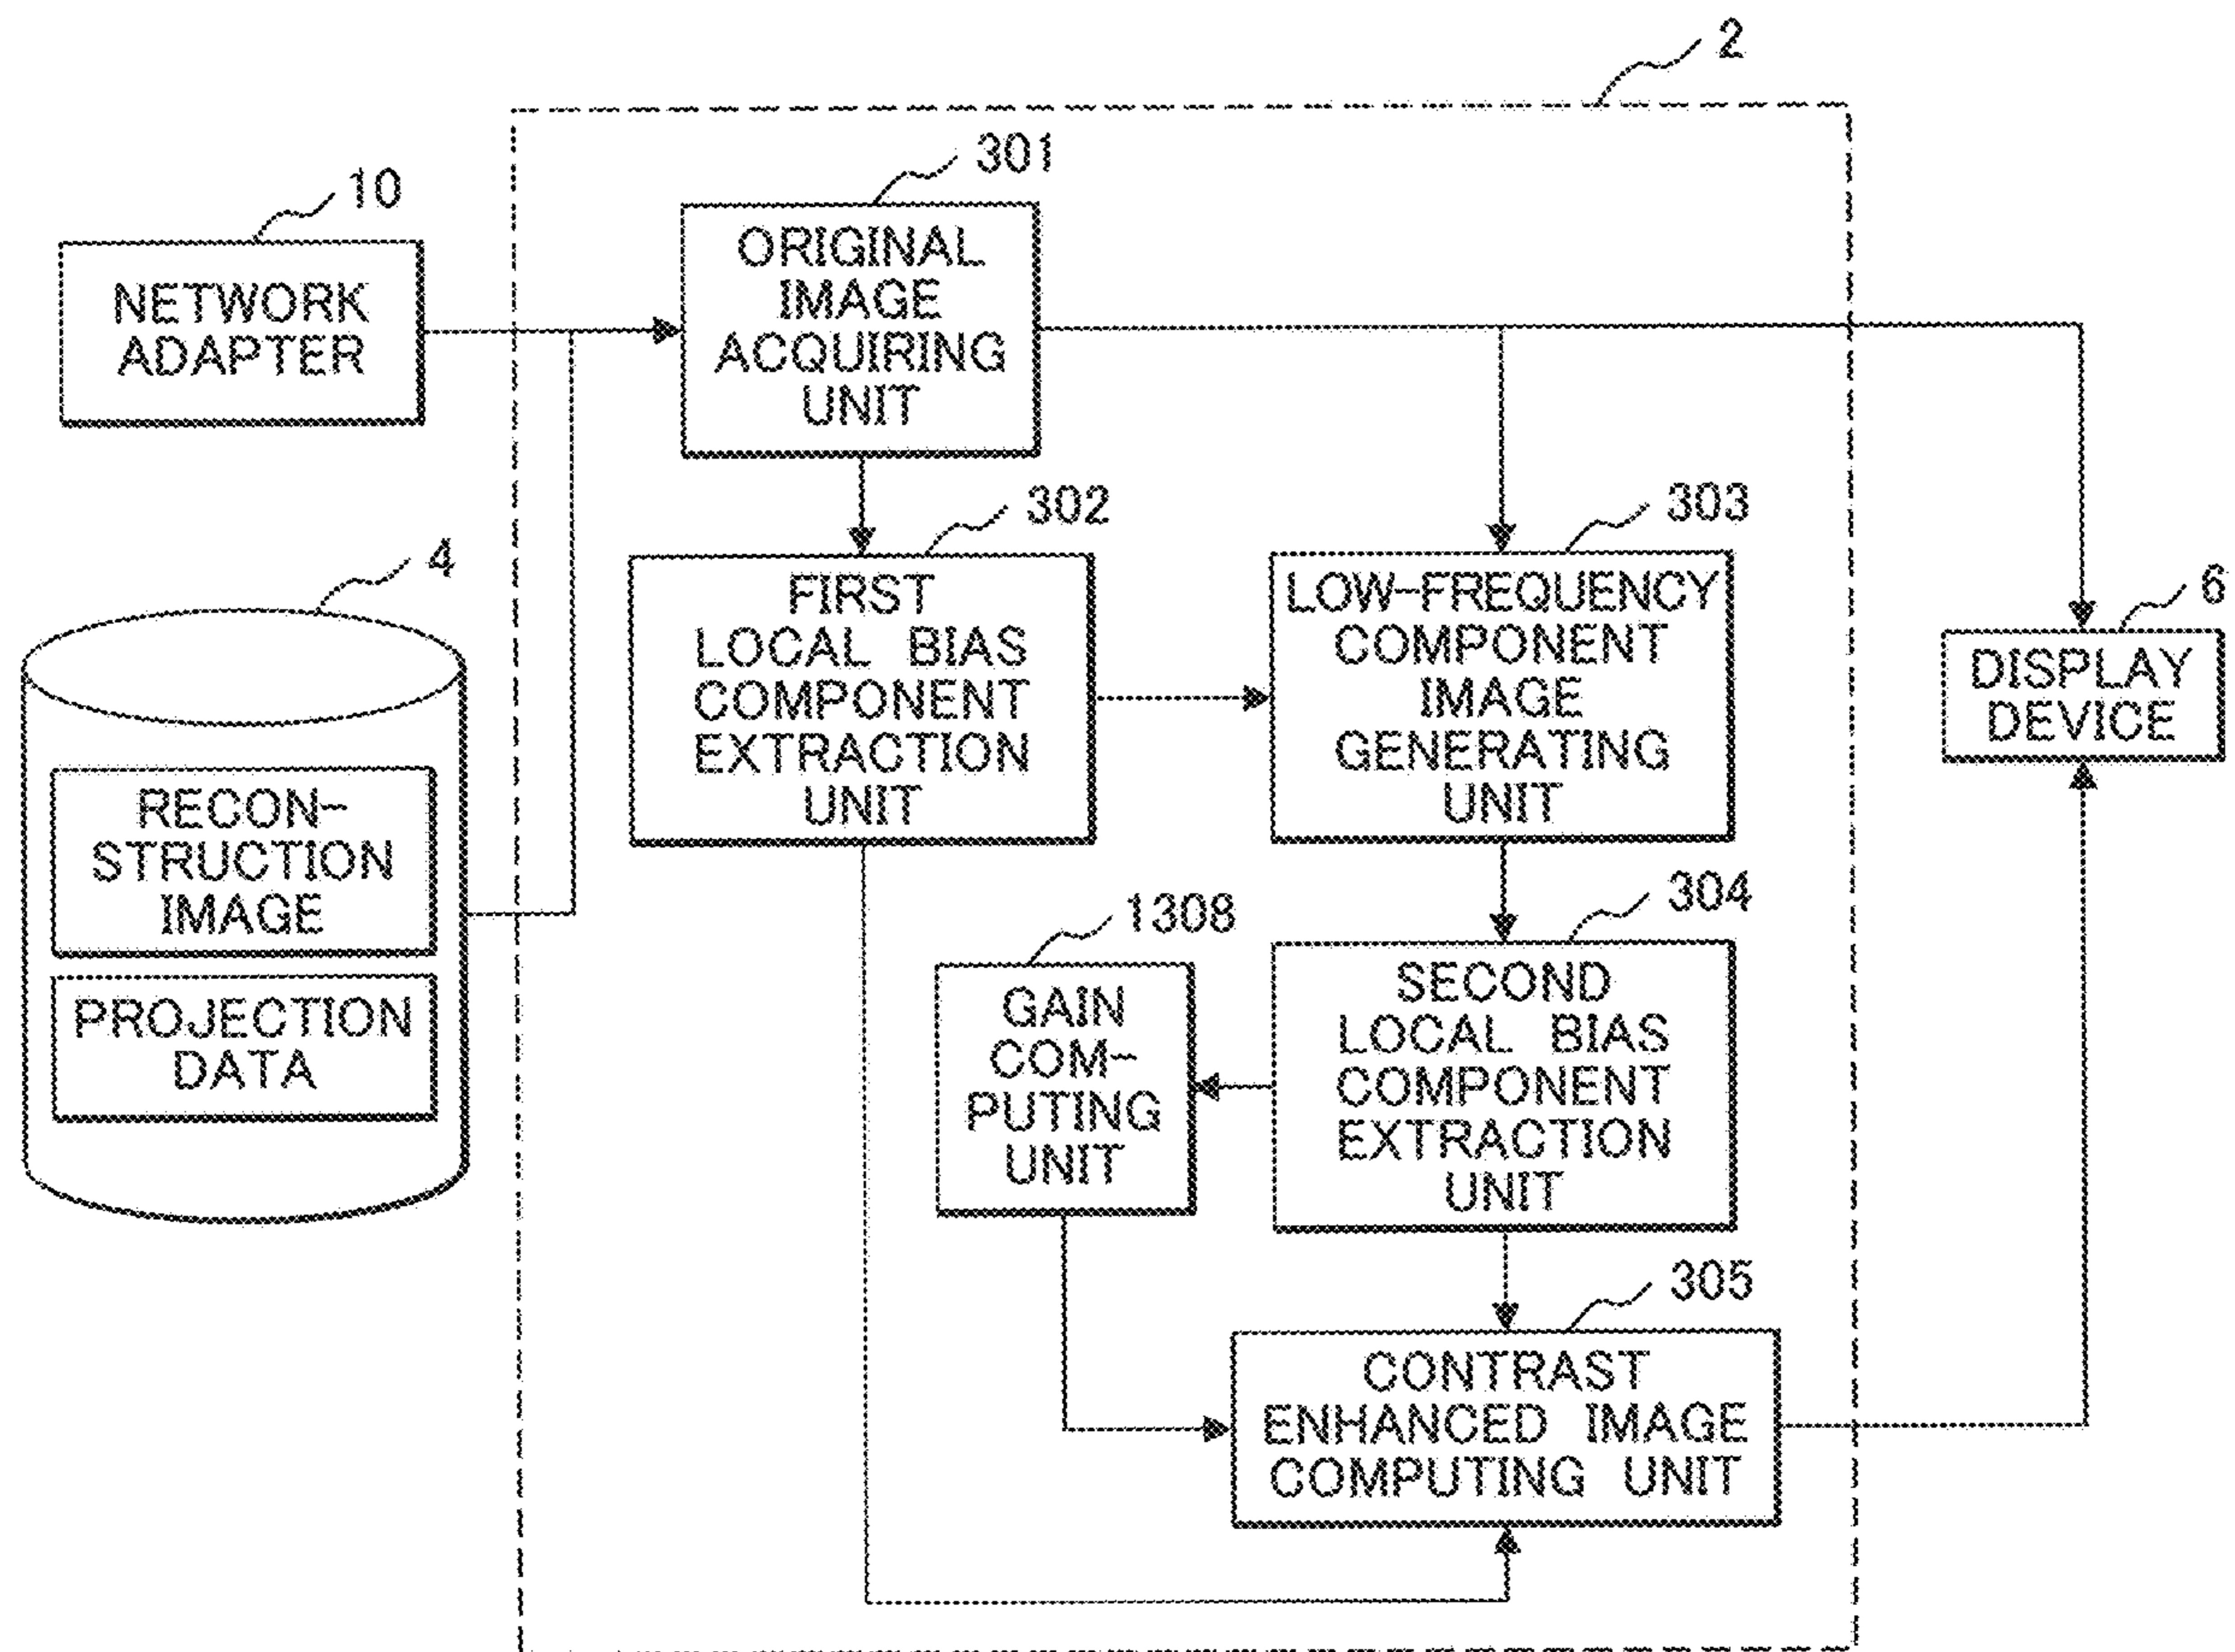 2
301
10
ORIGINAL
IMAGE
ACQUIRING
UNIT
NETWORK
ADAPTER
302
303
4
FIRST
LOCAL BIAS
COMPONENT
EXTRACTION
UNIT
LOW-FREQUENCY
COMPONENT
IMAGE
GENERATING
UNIT
6
DISPLAY
DEVICE
RECON-
STRUCTION
IMAGE
PROJECTION
DATA
1308
304
GAIN
COM-
PUTING
UNIT
SECOND
LOCAL BIAS
COMPONENT
EXTRACTION
UNIT
305
CONTRAST
ENHANCED IMAGE
COMPUTING UNIT